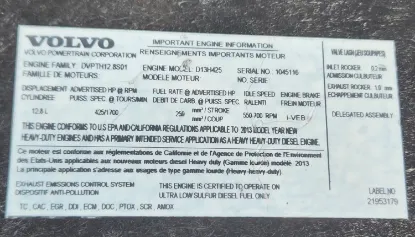 VOLVO
VOLVO POWERTRAIN CORPORATION
IMPORTANT ENGINE INFORMATION
RENSEIGNEMENTS IMPORTANTS MOTEUR
ENGINE FAMILY: DVPTH12.8S01
FAMILLE DE MOTEURS:
ENGINE MODEL: D13H425
MODELE MOTEUR
SERIAL NO: 1045116
NO. SÉRIE:
DISPLACEMENT ADVERTISED HP @ RPM FUEL RATE @ ADVERTISED HP IDLE SPEED ENGINE BRAKE
CYLINDREE PUISS. SPEC @ TOURS/MIN DEBIT DE CARB @ PUISS. SPEC RALENTI FREIN MOTEUR
12.8 L 425/1700 mm³ / STROKE
mm³ / COUP 550-700 RPM I-VEB
VALVE LASH
INLET ROCKER
ADMISSION CULBUTEUR
EXHAUST ROCKER
ECHAPPEMENT CULBUTEUR
DELEGATED ASSEMBLY
THIS ENGINE CONFORMS TO U.S EPA AND CALIFORNIA REGULATIONS APPLICABLE TO 2013 MODEL YEAR NEW
HEAVY-DUTY ENGINES AND HAS A PRIMARY INTENDED SERVICE APPLICATION AS A HEAVY HEAVY-DUTY DIESEL ENGINE.
Ce moteur est conforme aux réglementations de Californie et de l'Agence de Protection de l'Environnement
des Etats-Unis applicables aux nouveaux moteurs diesel Heavy duty (Gamme lourde) modèle 2013
La principale application s'adresse aux usages de type gamme lourde (Heavy heavy-duty)
EXHAUST EMISSIONS CONTROL SYSTEM
DISPOSITIF ANTI-POLLUTION
THIS ENGINE IS CERTIFIED TO OPERATE ON
ULTRA LOW SULFUR DIESEL FUEL ONLY
LABEL NO
21953179
TC, CAC, EGR, DDI, ECM, DOC, PTOX, SCR, AMOX